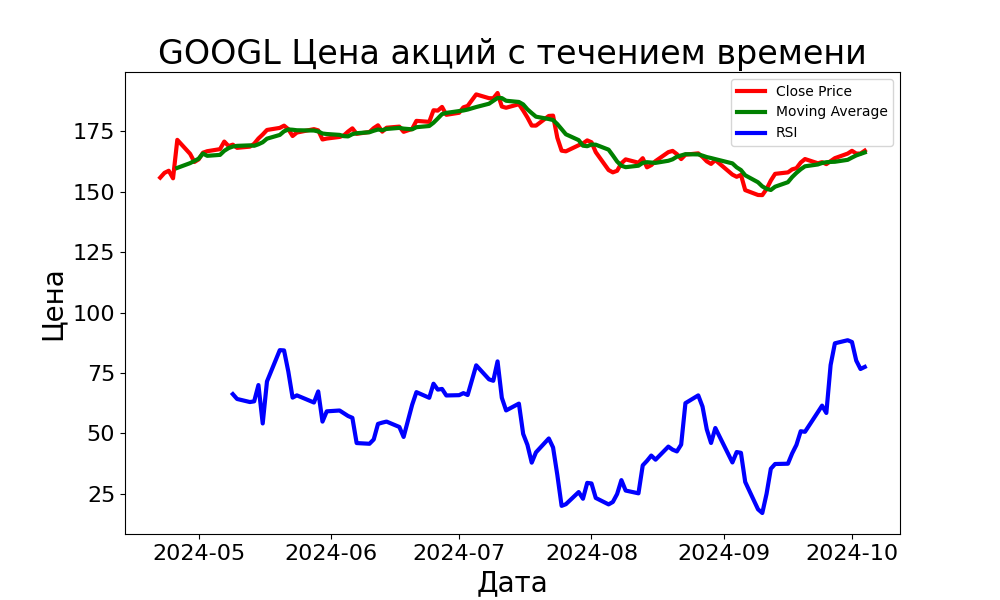 GOOGL Цена акций с течением времени
Close Price
Moving Average
RSI
Цена
175
150
125
100
75
50
25
2024-05 2024-06 2024-07 2024-08 2024-09 2024-10
Дата